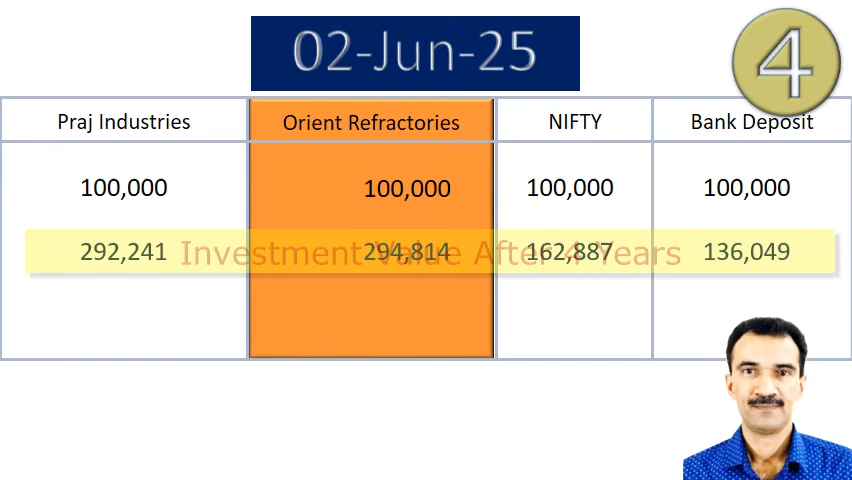 02-Jun-25
4
Praj Industries Orient Refractories NIFTY Bank Deposit
100,000 100,000 100,000 100,000
292,241 294,814 162,887 136,049
Investment Value After 4 Years